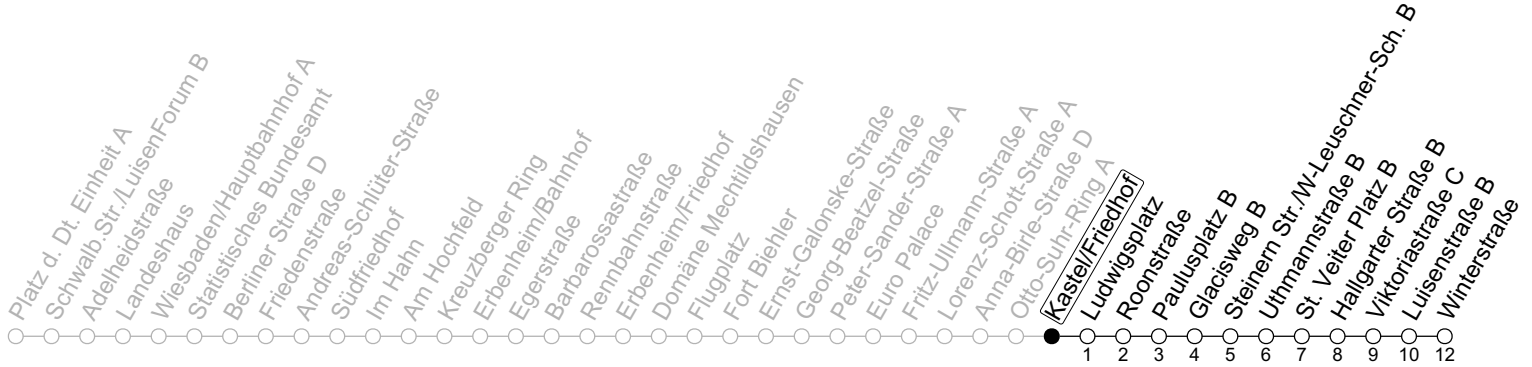 Platz d. Dt. Einheit A
Schwalb.Str./LuisenForum B
Adelheidstraße
Landeshaus
Wiesbaden/Hauptbahnhof A
Statistisches Bundesamt
Berliner Straße D
Friedenstraße
Andreas-Schlüter-Straße
Südfriedhof
Im Hahn
Am Hochfeld
Kreuzberger Ring
Erbenheim/Bahnhof
Egerstraße
Barbarossastraße
Rennbahnstraße
Erbenheim/Friedhof
Domäne Mechtildshausen
Flugplatz
Fort Biehler
Ernst-Galonske-Straße
Georg-Beatzel-Straße
Peter-Sander-Straße A
Euro Palace
Fritz-Ullmann-Straße A
Lorenz-Schott-Straße A
Anna-Birle-Straße D
Otto-Suhr-Ring A
Kastel/Friedhof
Ludwigsplatz
Roonstraße
Paulusplatz B
Glacisweg B
Steinern Str./W-Leuschner-Sch. B
Uthmannstraße B
St. Veiter Platz B
Hallgarter Straße B
Viktoriastraße C
Luisenstraße B
Winterstraße
1 2 3 4 5 6 7 8 9 10 12